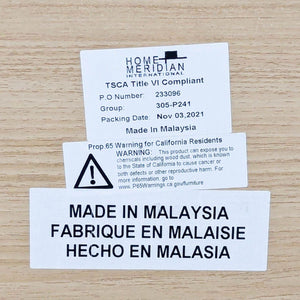 HOME
MERIDIAN
INTERNATIONAL
TSCA Title VI Compliant
P.O Number: 233096
Group: 305-P241
Packing Date: Nov 03,2021
Made In Malaysia
Prop.65 Warning for California Residents
WARNING: This product can expose you to
chemicals including wood dust, which is known
to the State of California to cause cancer or
birth defects or other reproductive harm. For
more information go to
www.P65Warnings.ca.gov/furniture
MADE IN MALAYSIA
FABRIQUE EN MALAISIE
HECHO EN MALASIA